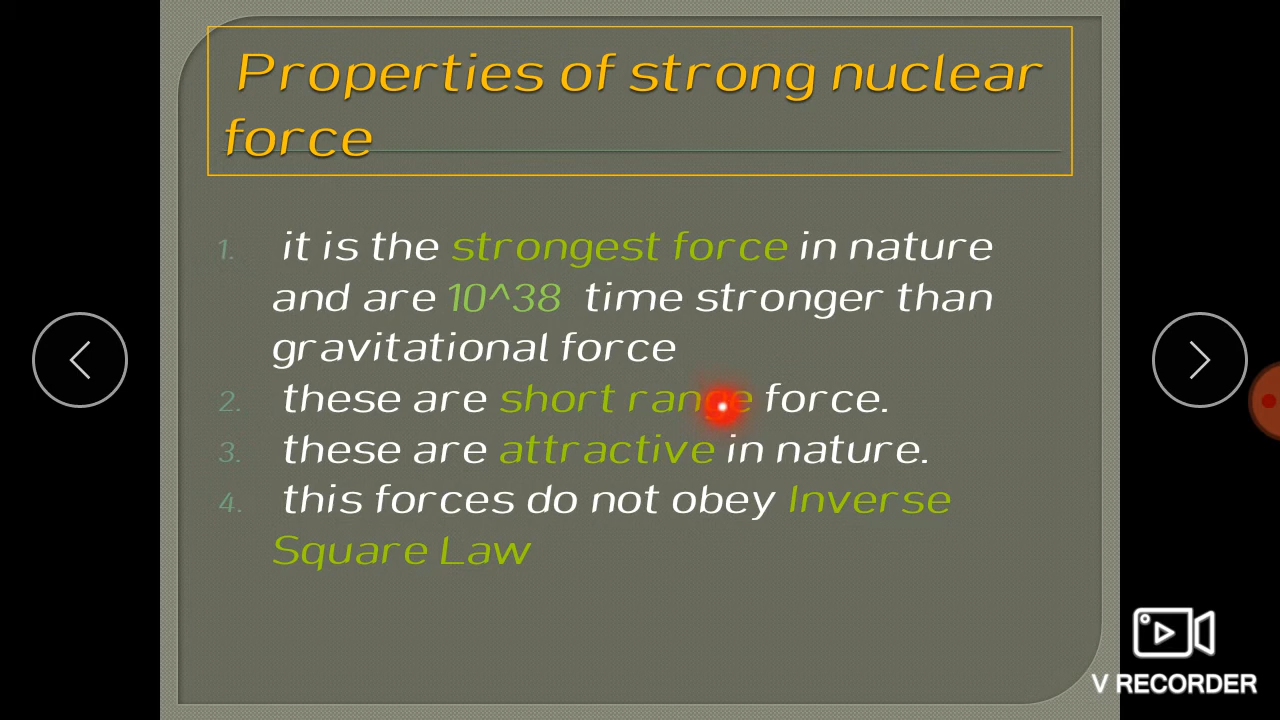 Properties of strong nuclear
force
1. it is the strongest force in nature
and are 10^38 time stronger than
gravitational force
2. these are short range force.
3. these are attractive in nature.
4. this forces do not obey Inverse
Square Law
V RECORDER